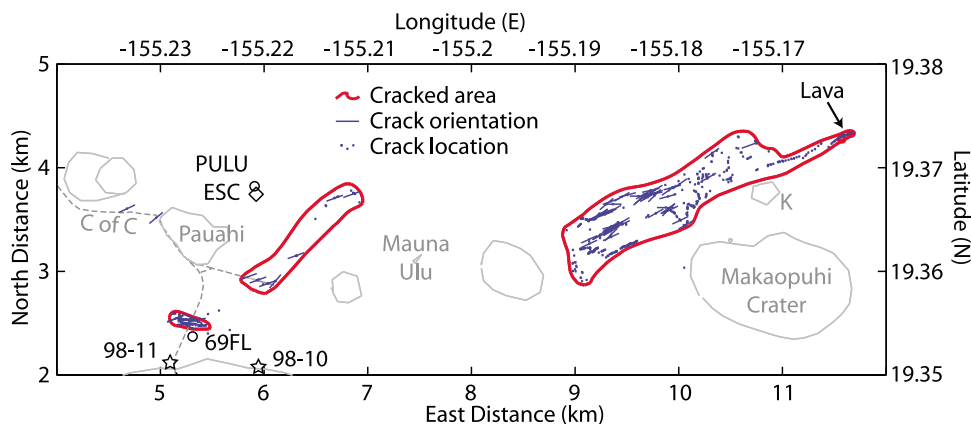 Longitude (E)
-155.23 -155.22 -155.21 -155.2 -155.19 -155.18 -155.17
5 19.38
Cracked area
Crack orientation
Crack location
Lava
4 19.37
PULU
ESC
K
C of C
Pauahi
Mauna
Ulu
3 19.36
Makaopuhi
Crater
69FL
98-11 98-10
2 19.35
5 6 7 8 9 10 11
East Distance (km)
North Distance (km)
Latitude (N)